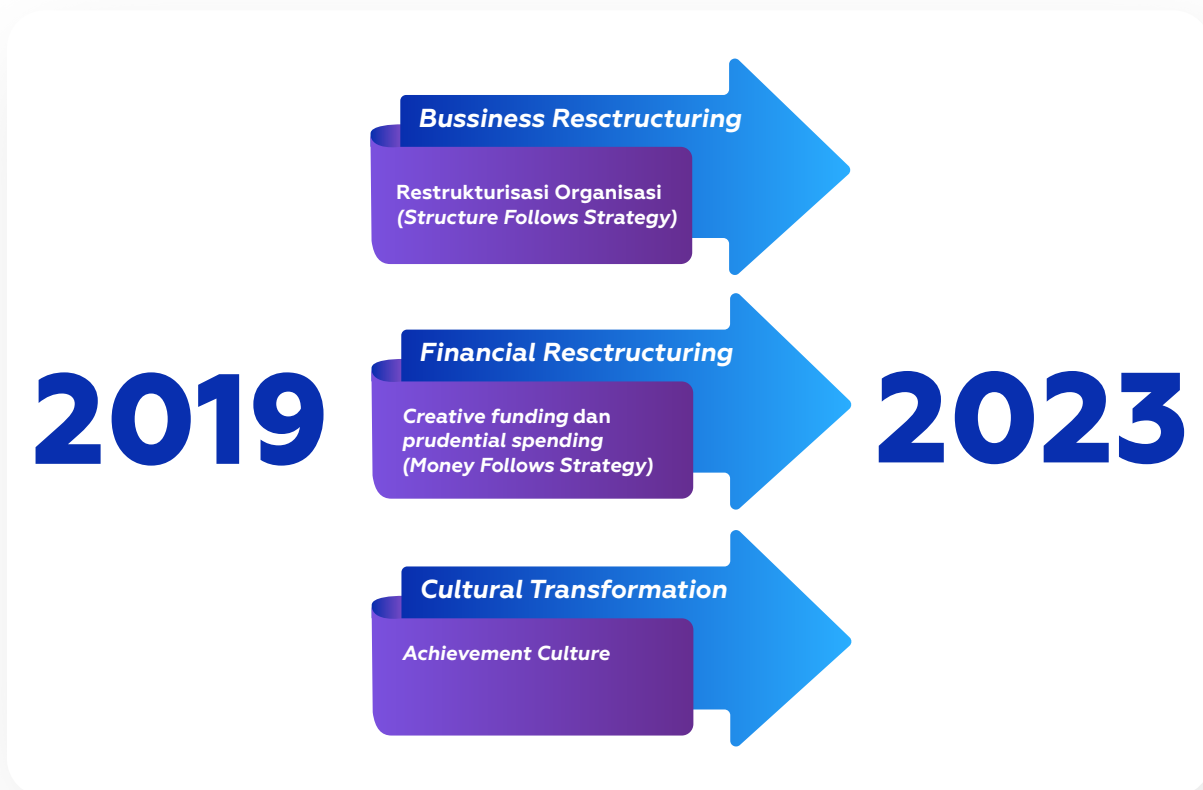 Bussiness Resctructuring
Restrukturisasi Organisasi
(Structure Follows Strategy)
2019
Financial Resctructuring
Creative funding dan
prudential spending
(Money Follows Strategy)
2023
Cultural Transformation
Achievement Culture